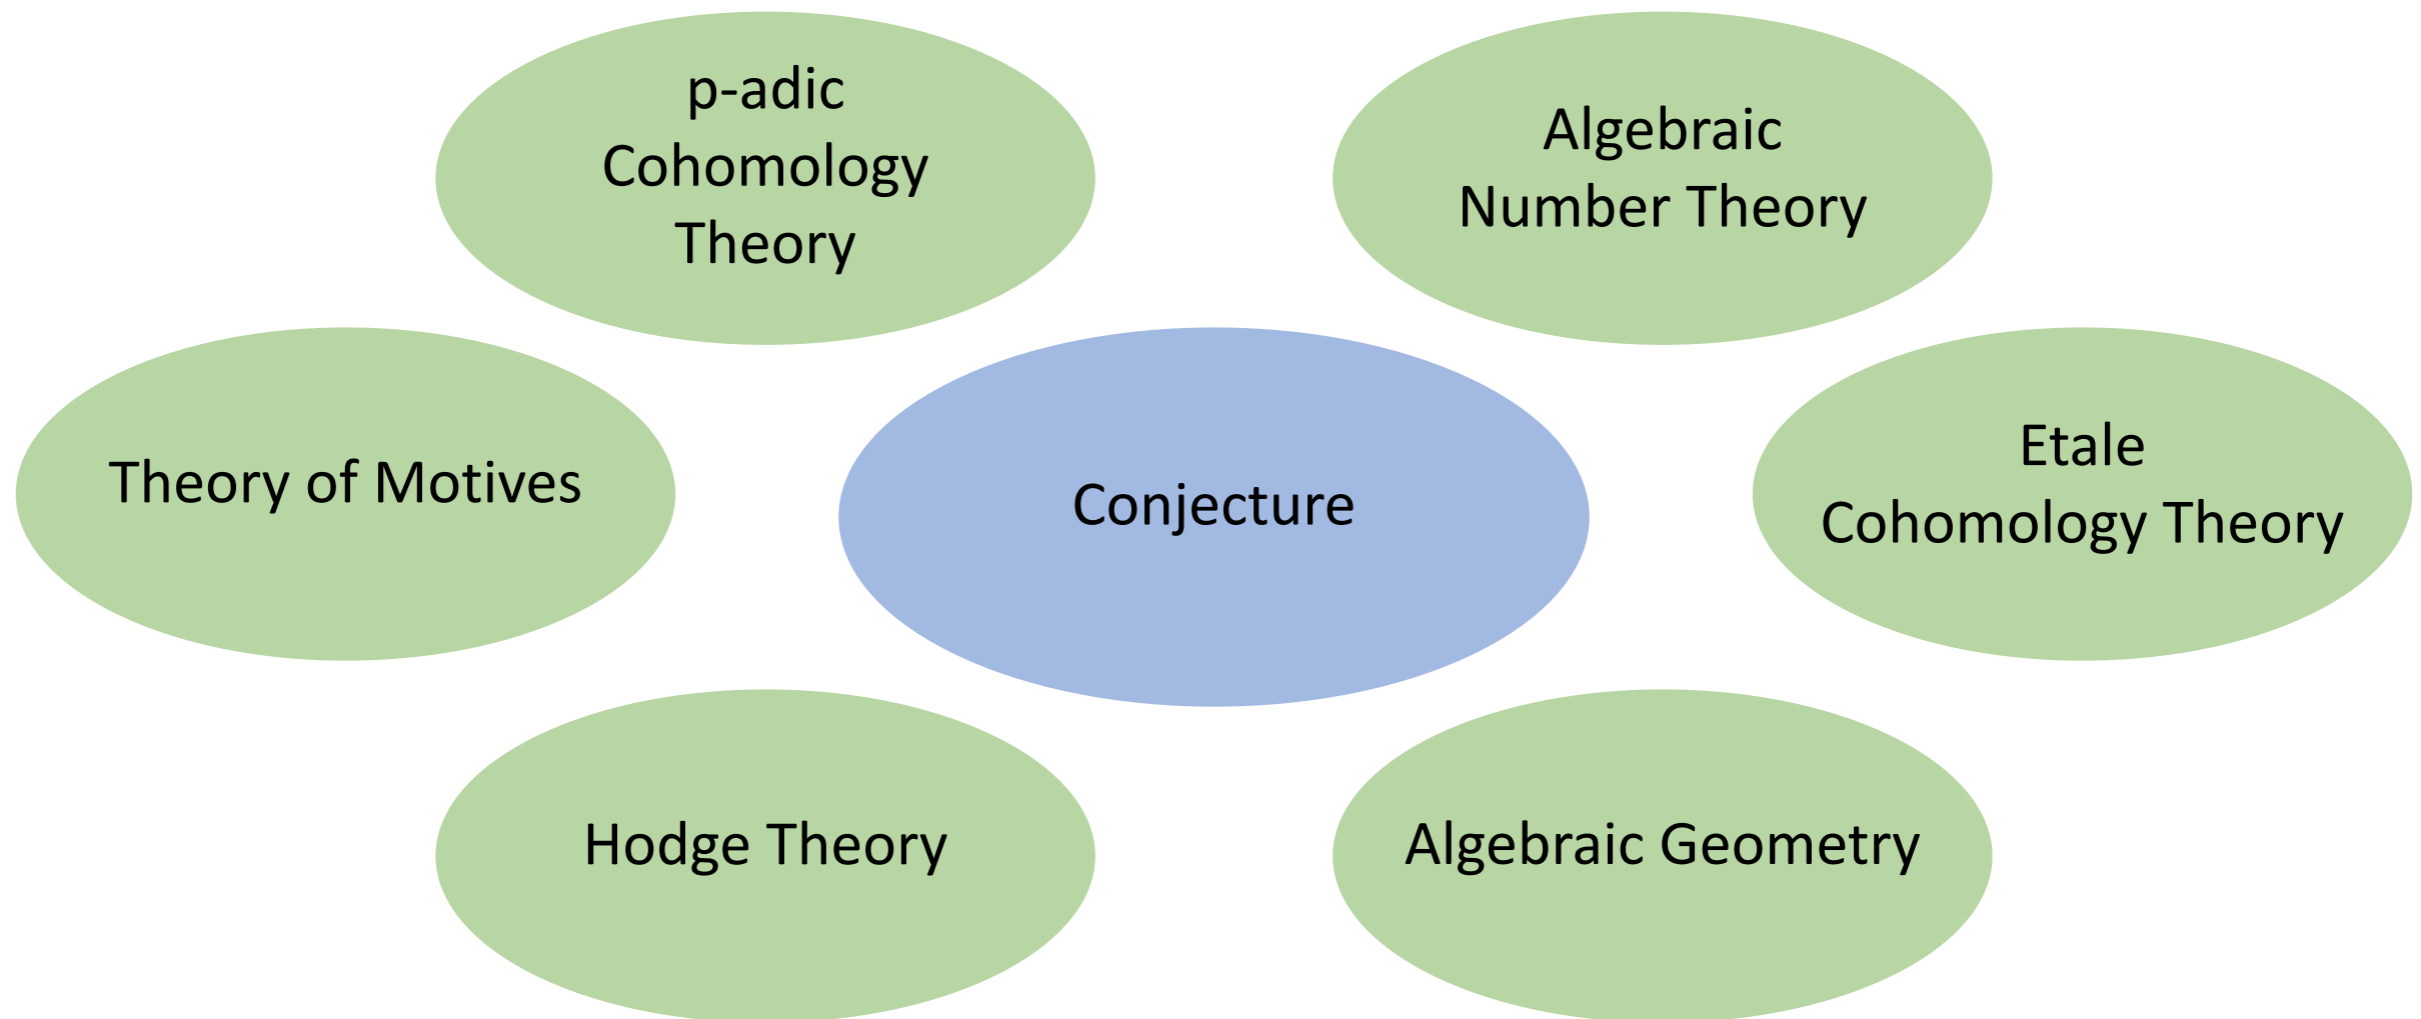 p-adic
Cohomology
Theory
Algebraic
Number Theory
Theory of Motives
Conjecture
Etale
Cohomology Theory
Hodge Theory
Algebraic Geometry